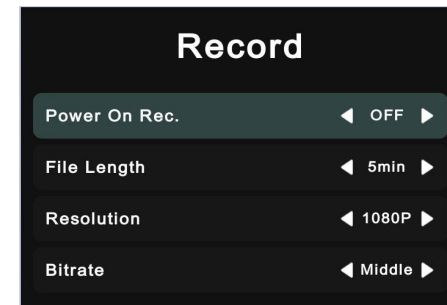 Record
Power On Rec. OFF
File Length 5min
Resolution 1080P
Bitrate Middle